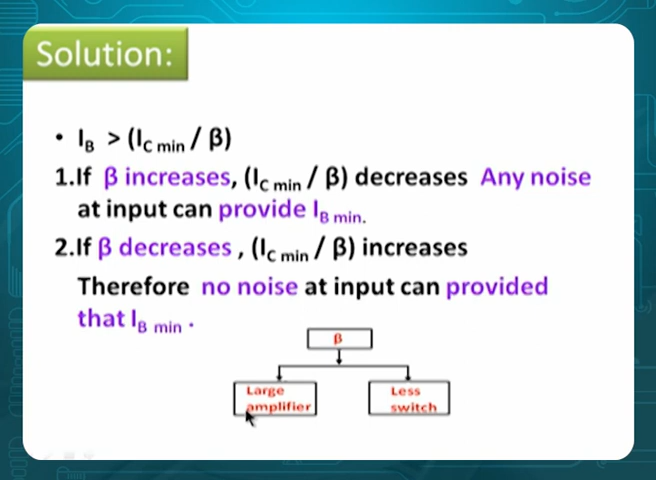 Solution:
• I_B > (I_C min / β)
1.If β increases, (I_C min / β) decreases Any noise
at input can provide I_B min.
2.If β decreases , (I_C min / β) increases
Therefore no noise at input can provided
that I_B min .
β
Large
amplifier
Less
switch